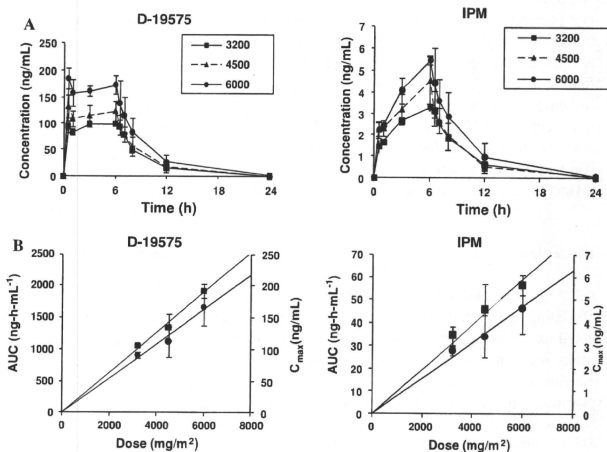 A
D-19575
Concentration (ng/mL)
250
200
150
100
50
0
0 6 12 18 24
Time (h)
3200
4500
6000
IPM
Concentration (ng/mL)
7
6
5
4
3
2
1
0
0 6 12 18 24
Time (h)
3200
4500
6000
B
D-19575
AUC (ng-h-mL⁻¹)
2500
2000
1500
1000
500
0
250
200
150
100
50
0
Cmax(ng/mL)
0 2000 4000 6000 8000
Dose (mg/m²)
IPM
AUC (ng-h-mL⁻¹)
70
60
50
40
30
20
10
0
7
6
5
4
3
2
1
0
Cmax(ng/mL)
0 2000 4000 6000 8000
Dose (mg/m²)